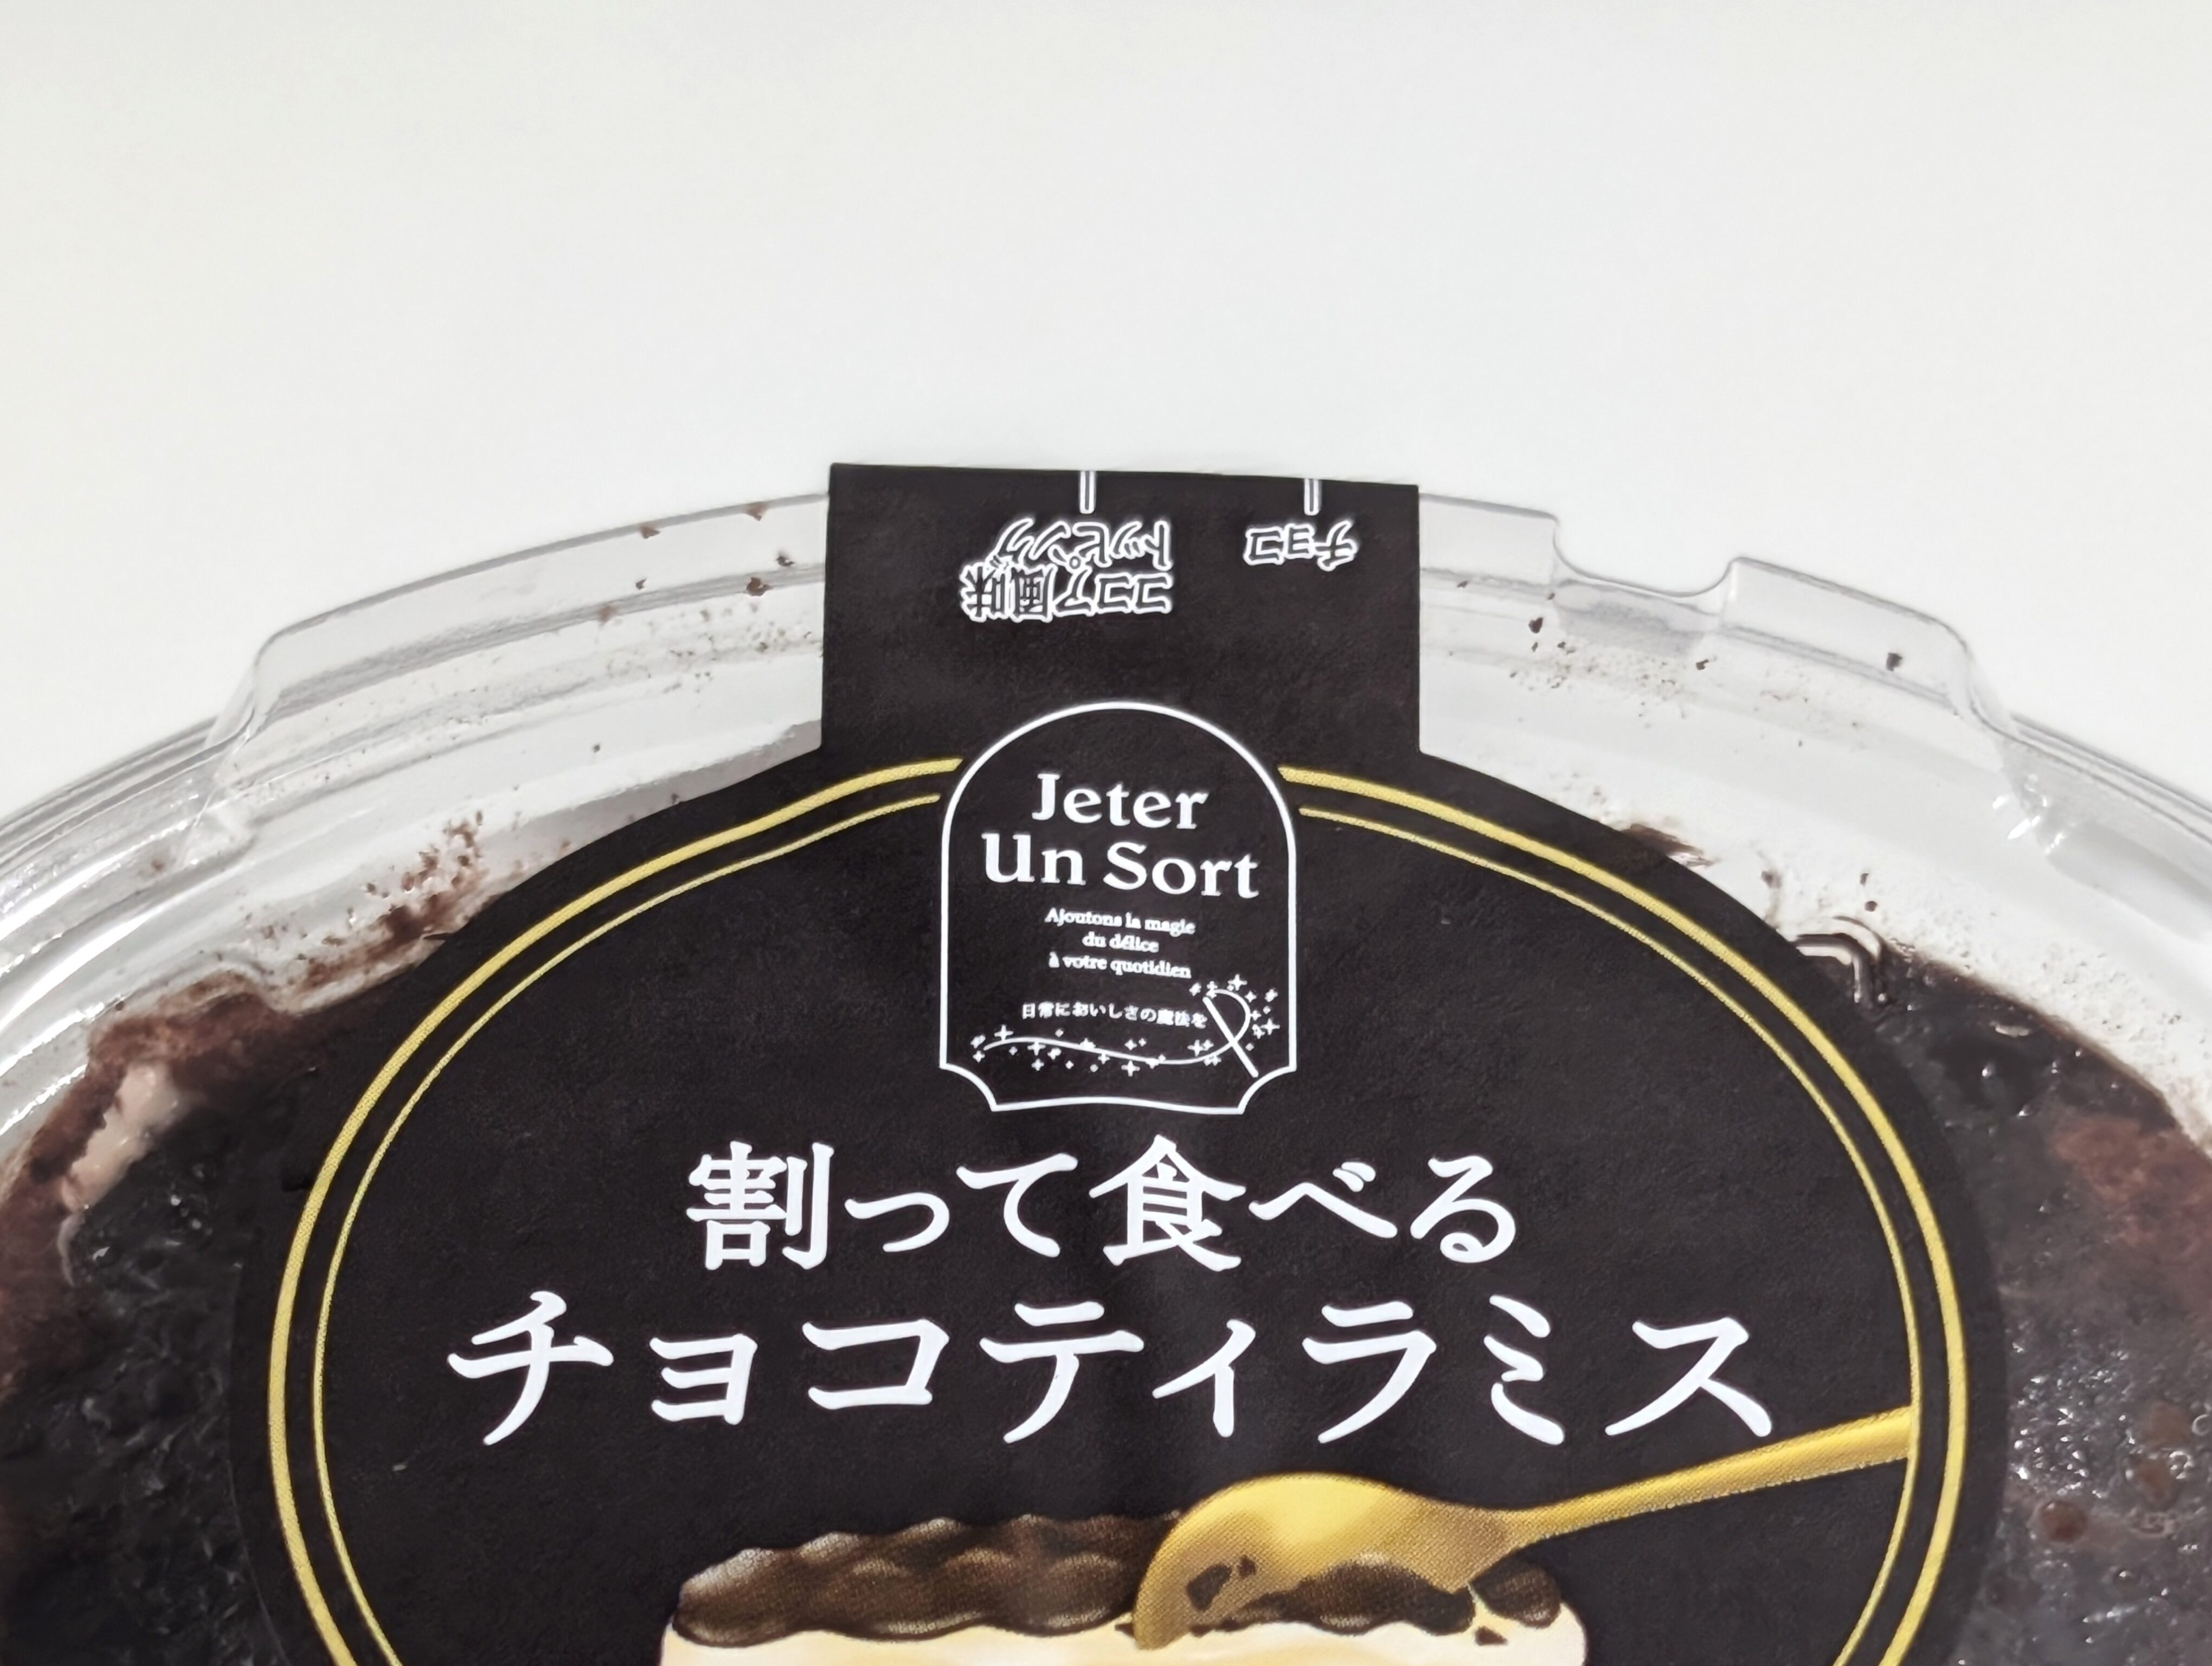 チョコ
ココア風味
トッピング
Jeter
Un Sort
Ajoutons la magie
du délice
à votre quotidien
日常においしさの魔法を
割って食べる
チョコティラミス